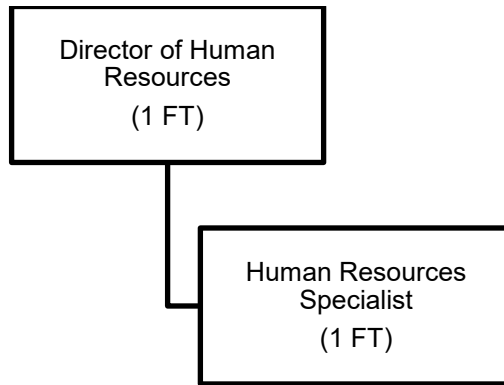 Director of Human
Resources
(1 FT)
Human Resources
Specialist
(1 FT)